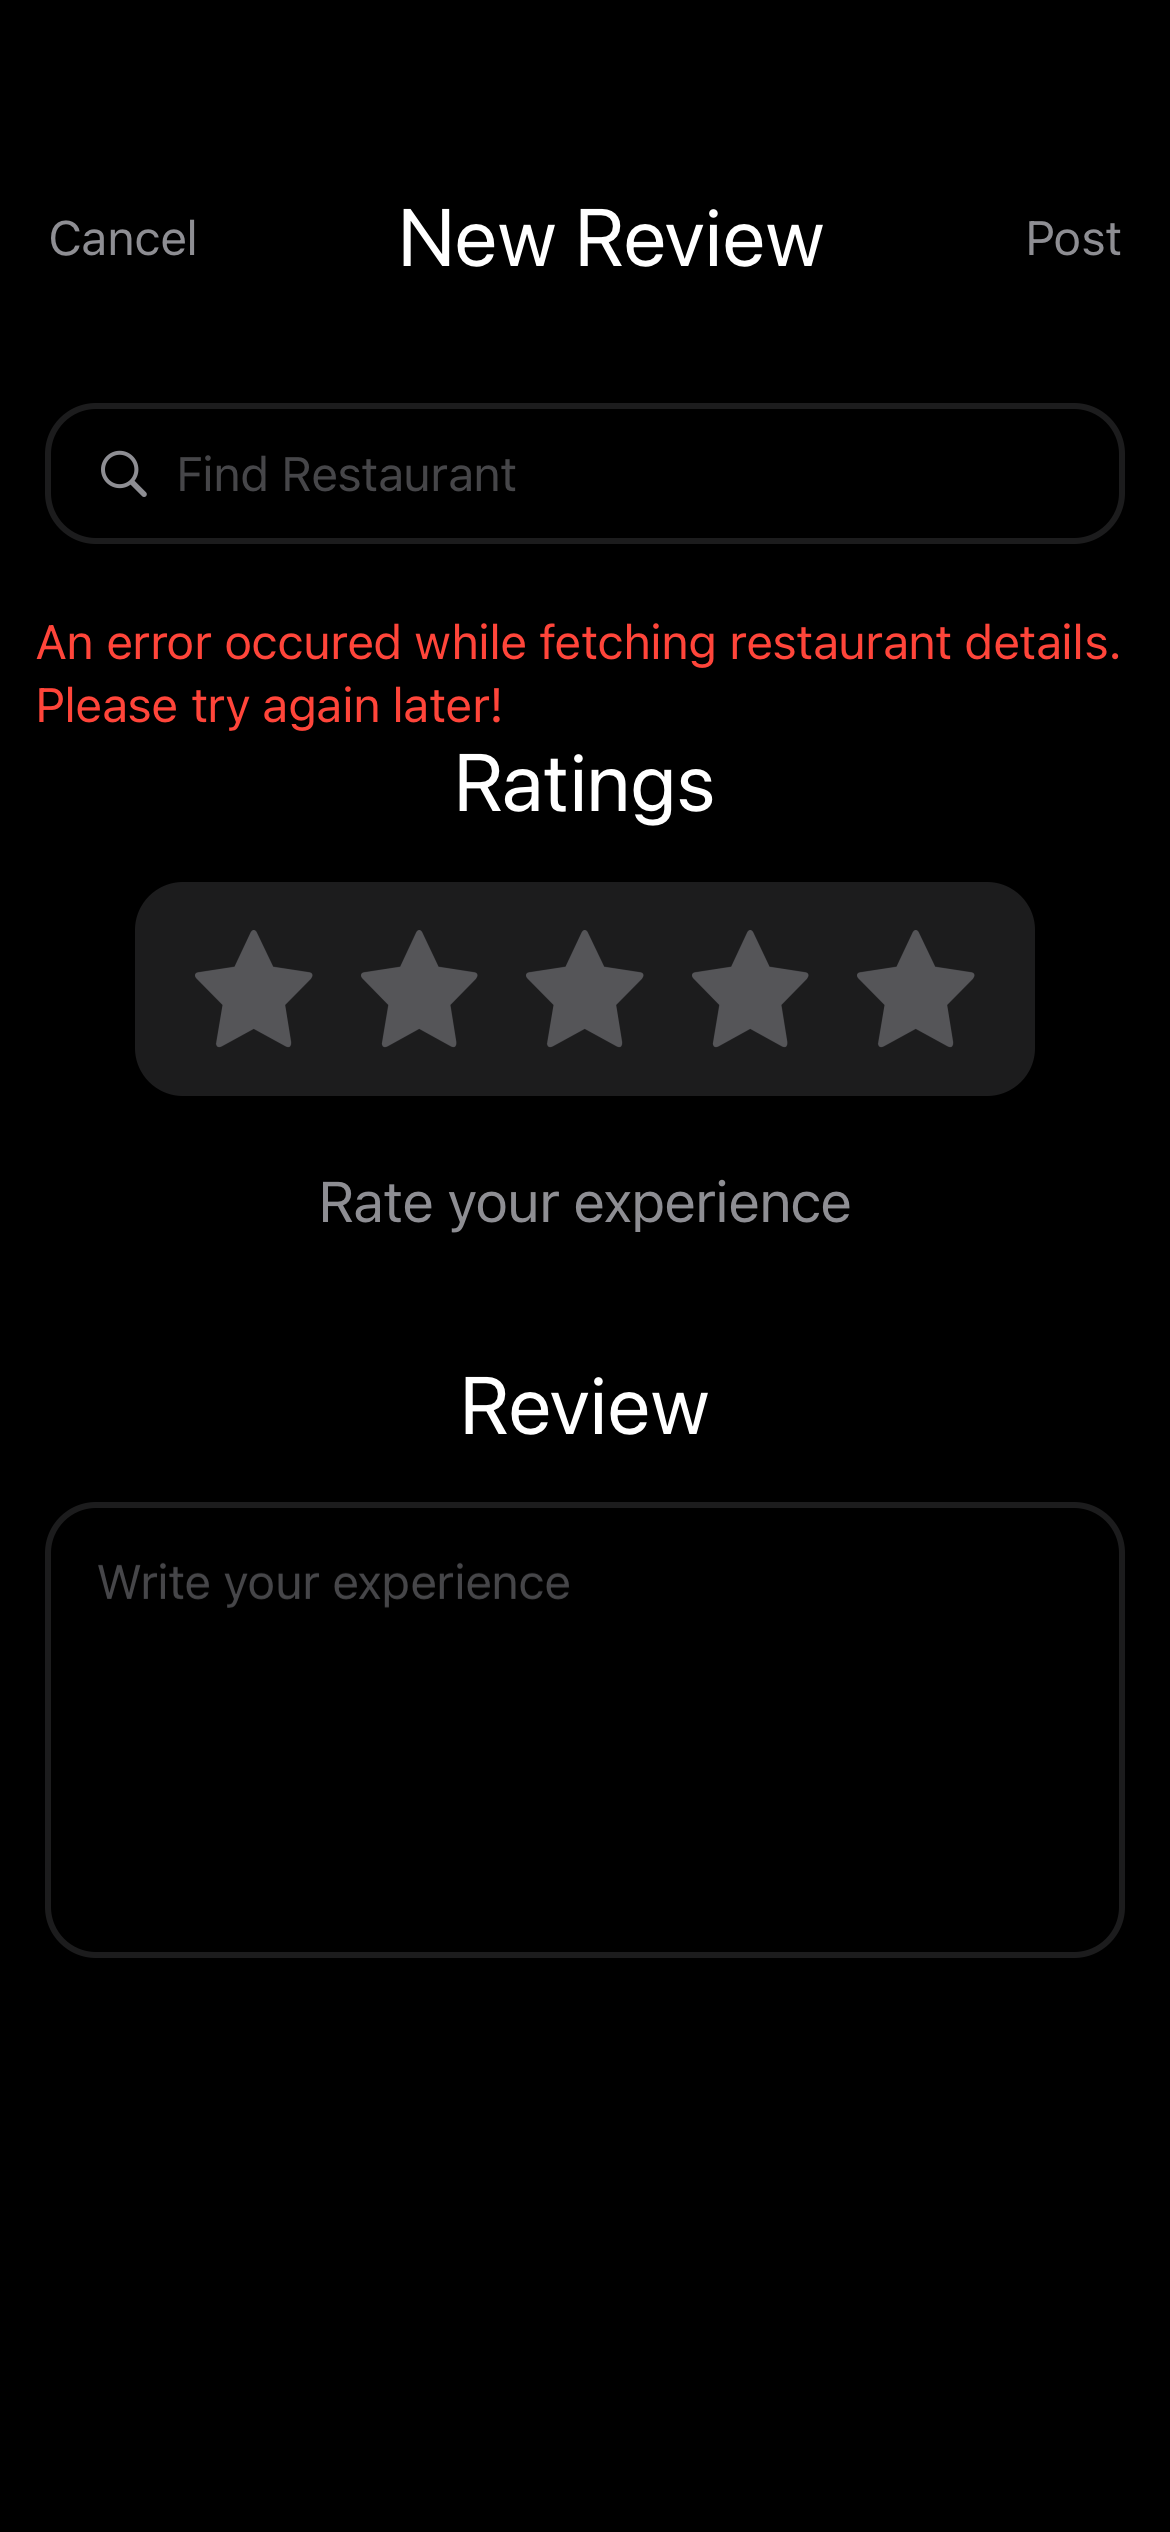 Cancel New Review Post
Find Restaurant
An error occured while fetching restaurant details.
Please try again later!
Ratings
Rate your experience
Review
Write your experience